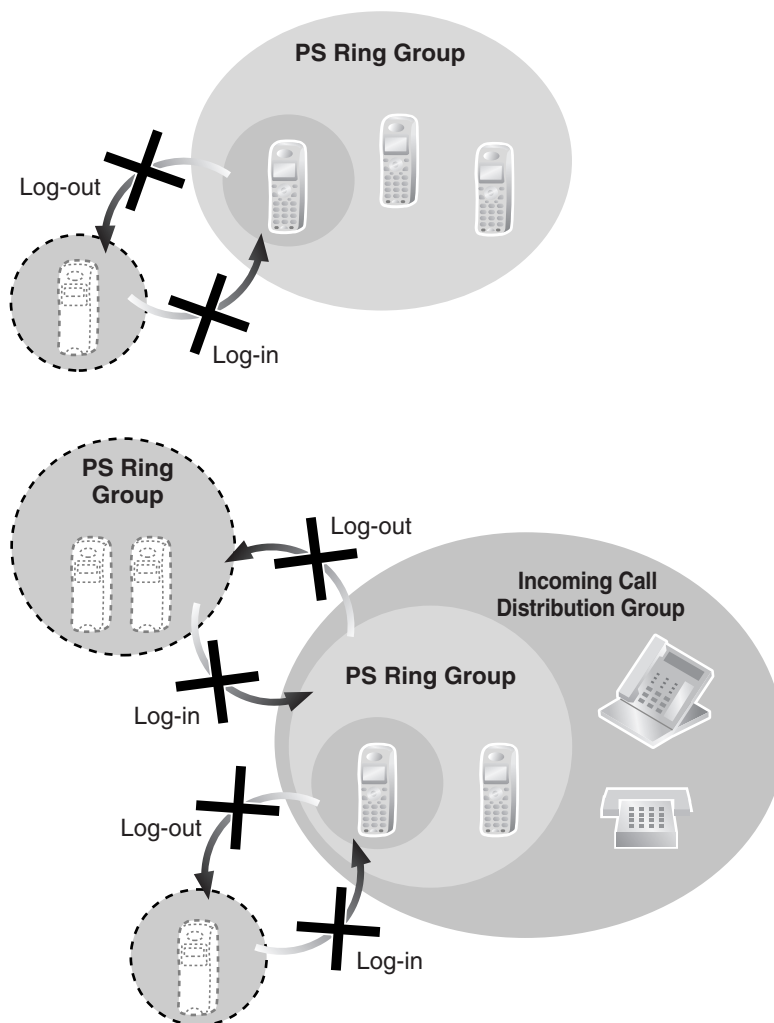 PS Ring Group
Log-out
Log-in
PS Ring
Group
Log-out
Incoming Call
Distribution Group
PS Ring Group
Log-in
Log-out
Log-in